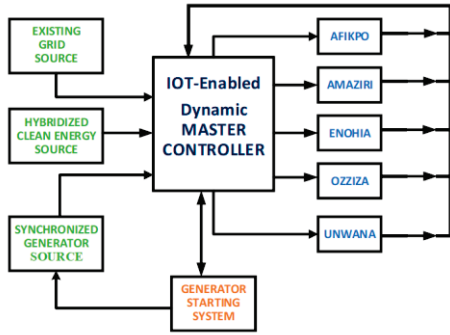 EXISTING
GRID
SOURCE
HYBRIDIZED
CLEAN ENERGY
SOURCE
SYNCHRONIZED
GENERATOR
SOURCE
IOT-Enabled
Dynamic
MASTER
CONTROLLER
GENERATOR
STARTING
SYSTEM
AFIKPO
AMAZIRI
ENOHIA
OZZIZA
UNWANA